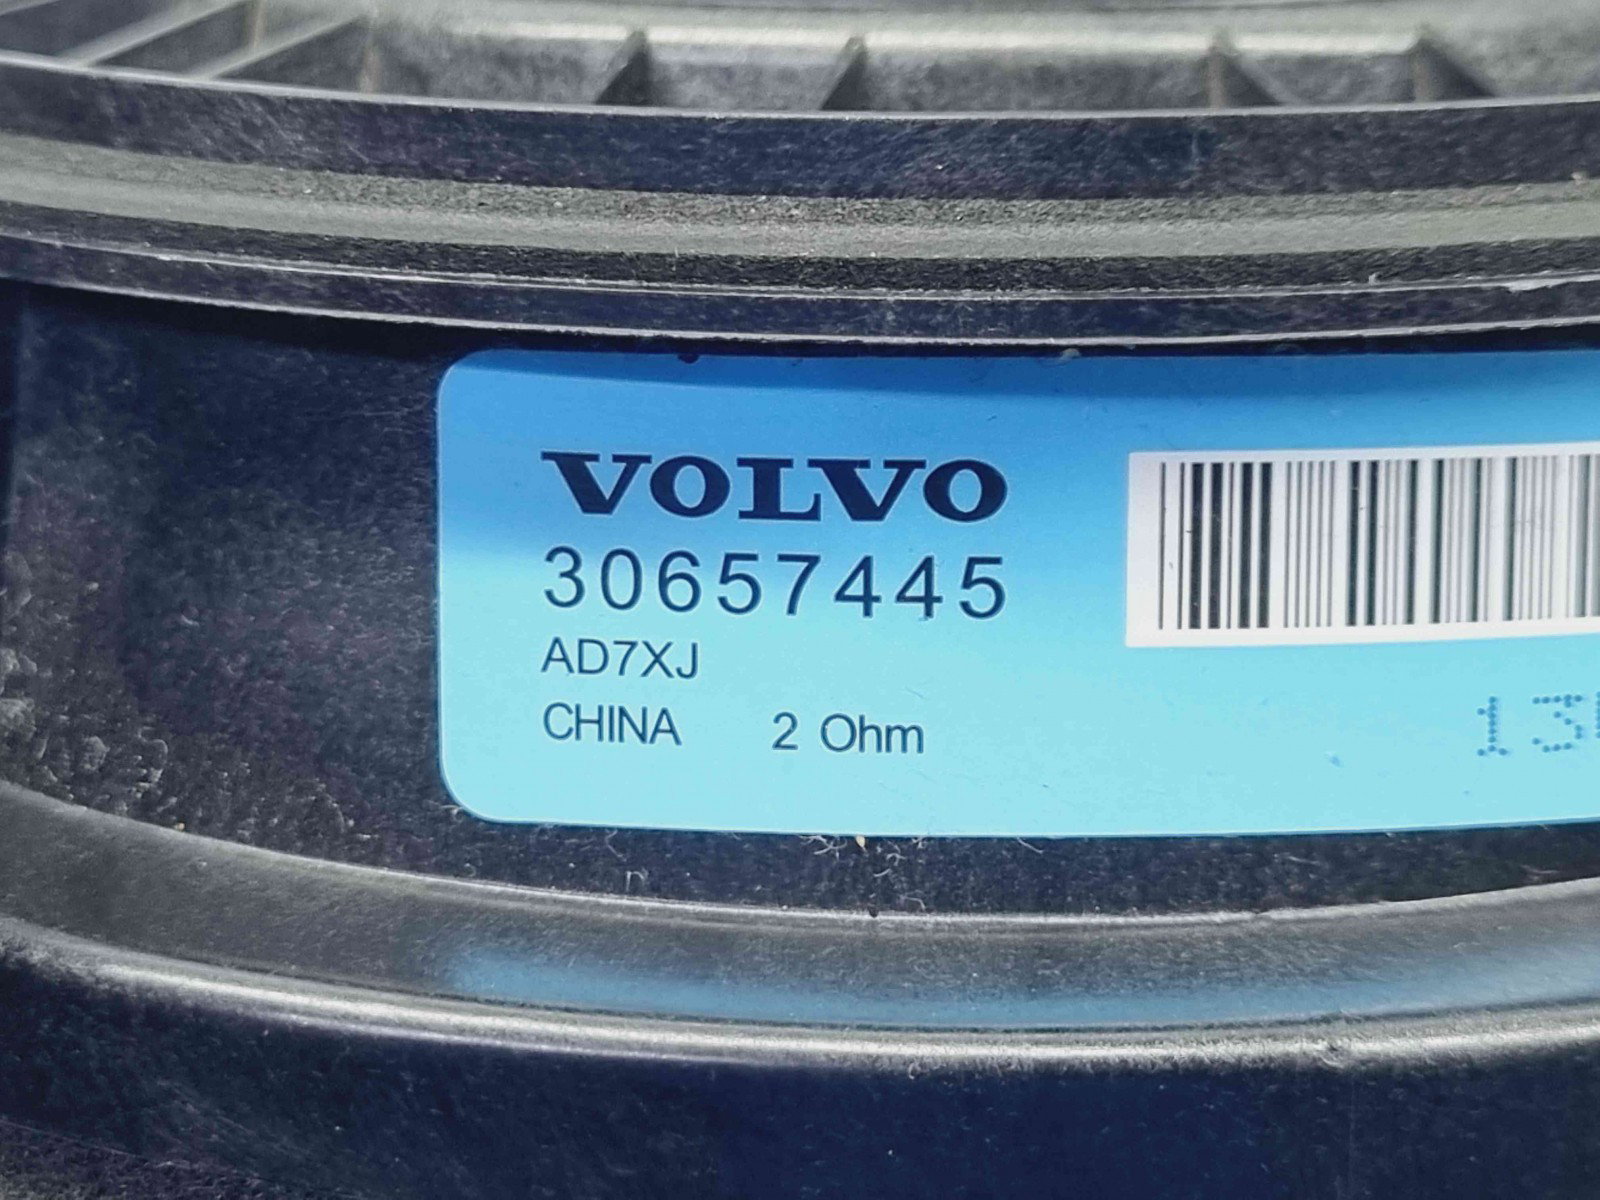 VOLVO
30657445
AD7XJ
CHINA 2 Ohm